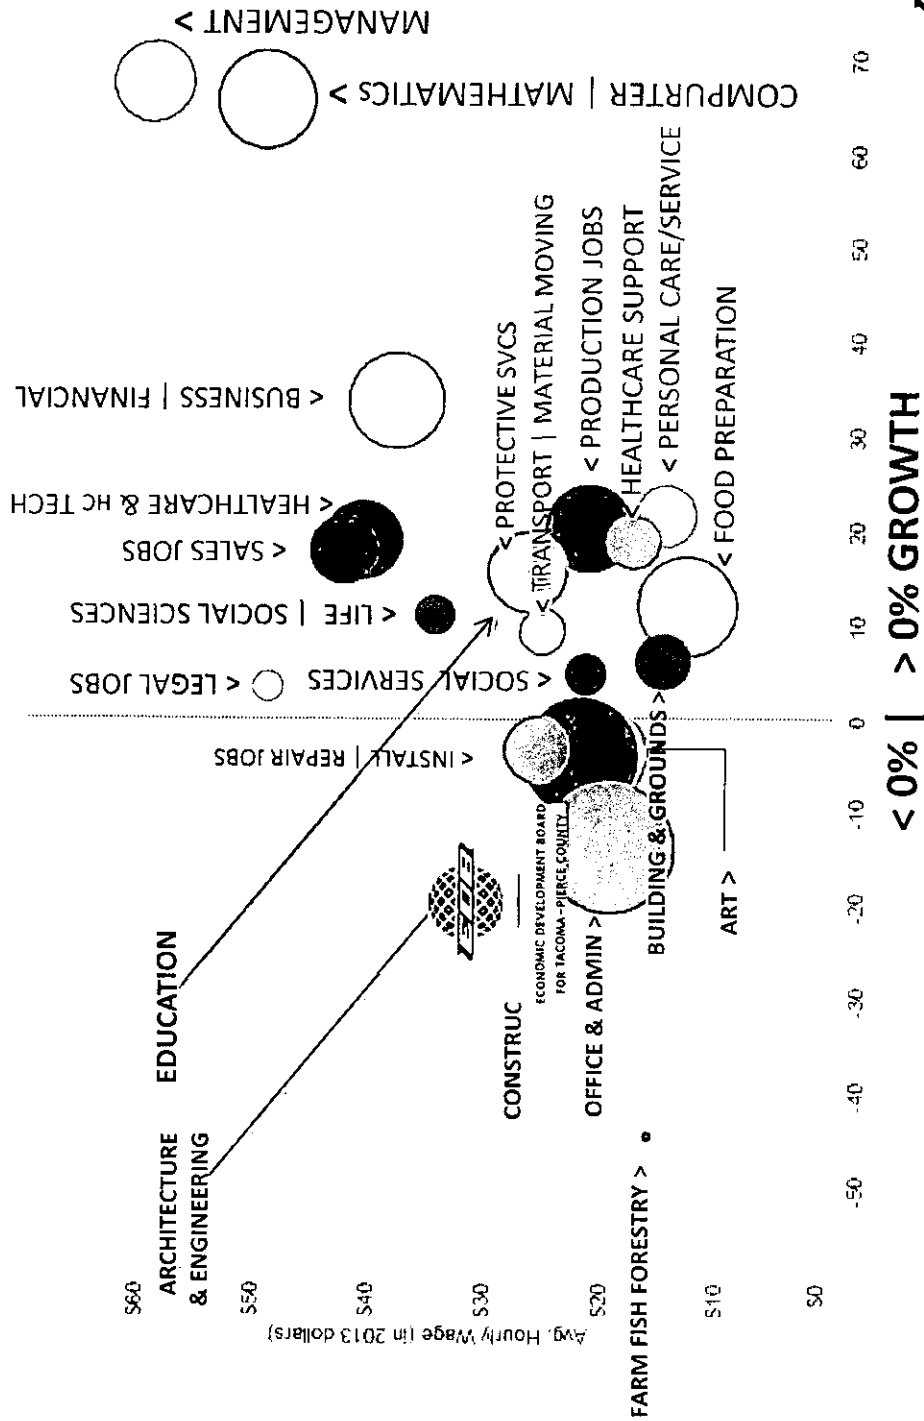 ARCHITECTURE
& ENGINEERING
EDUCATION
MANAGEMENT >
COMPURTER | MATHEMATICS >
< BUSINESS | FINANCIAL
< HEALTHCARE & HC TECH
< SALES JOBS
< LIFE | SOCIAL SCIENCES
< LEGAL JOBS
< SOCIAL SERVICES
< INSTALL | REPAIR JOBS
< PROTECTIVE SVCS
< TRANSPORT | MATERIAL MOVING
< PRODUCTION JOBS
< HEALTHCARE SUPPORT
< PERSONAL CARE/SERVICE
< FOOD PREPARATION
EDB
ECONOMIC DEVELOPMENT BOARD
FOR TACOMA-PIERCE COUNTY
CONSTRUC
OFFICE & ADMIN >
BUILDING & GROUNDS >
ART >
FARM FISH FORESTRY >
Avg. Hourly Wage (in 2013 dollars)
$60
$50
$40
$30
$20
$10
$0
-50
-40
-30
-20
-10
0
10
20
30
40
50
60
70
< 0% | > 0% GROWTH